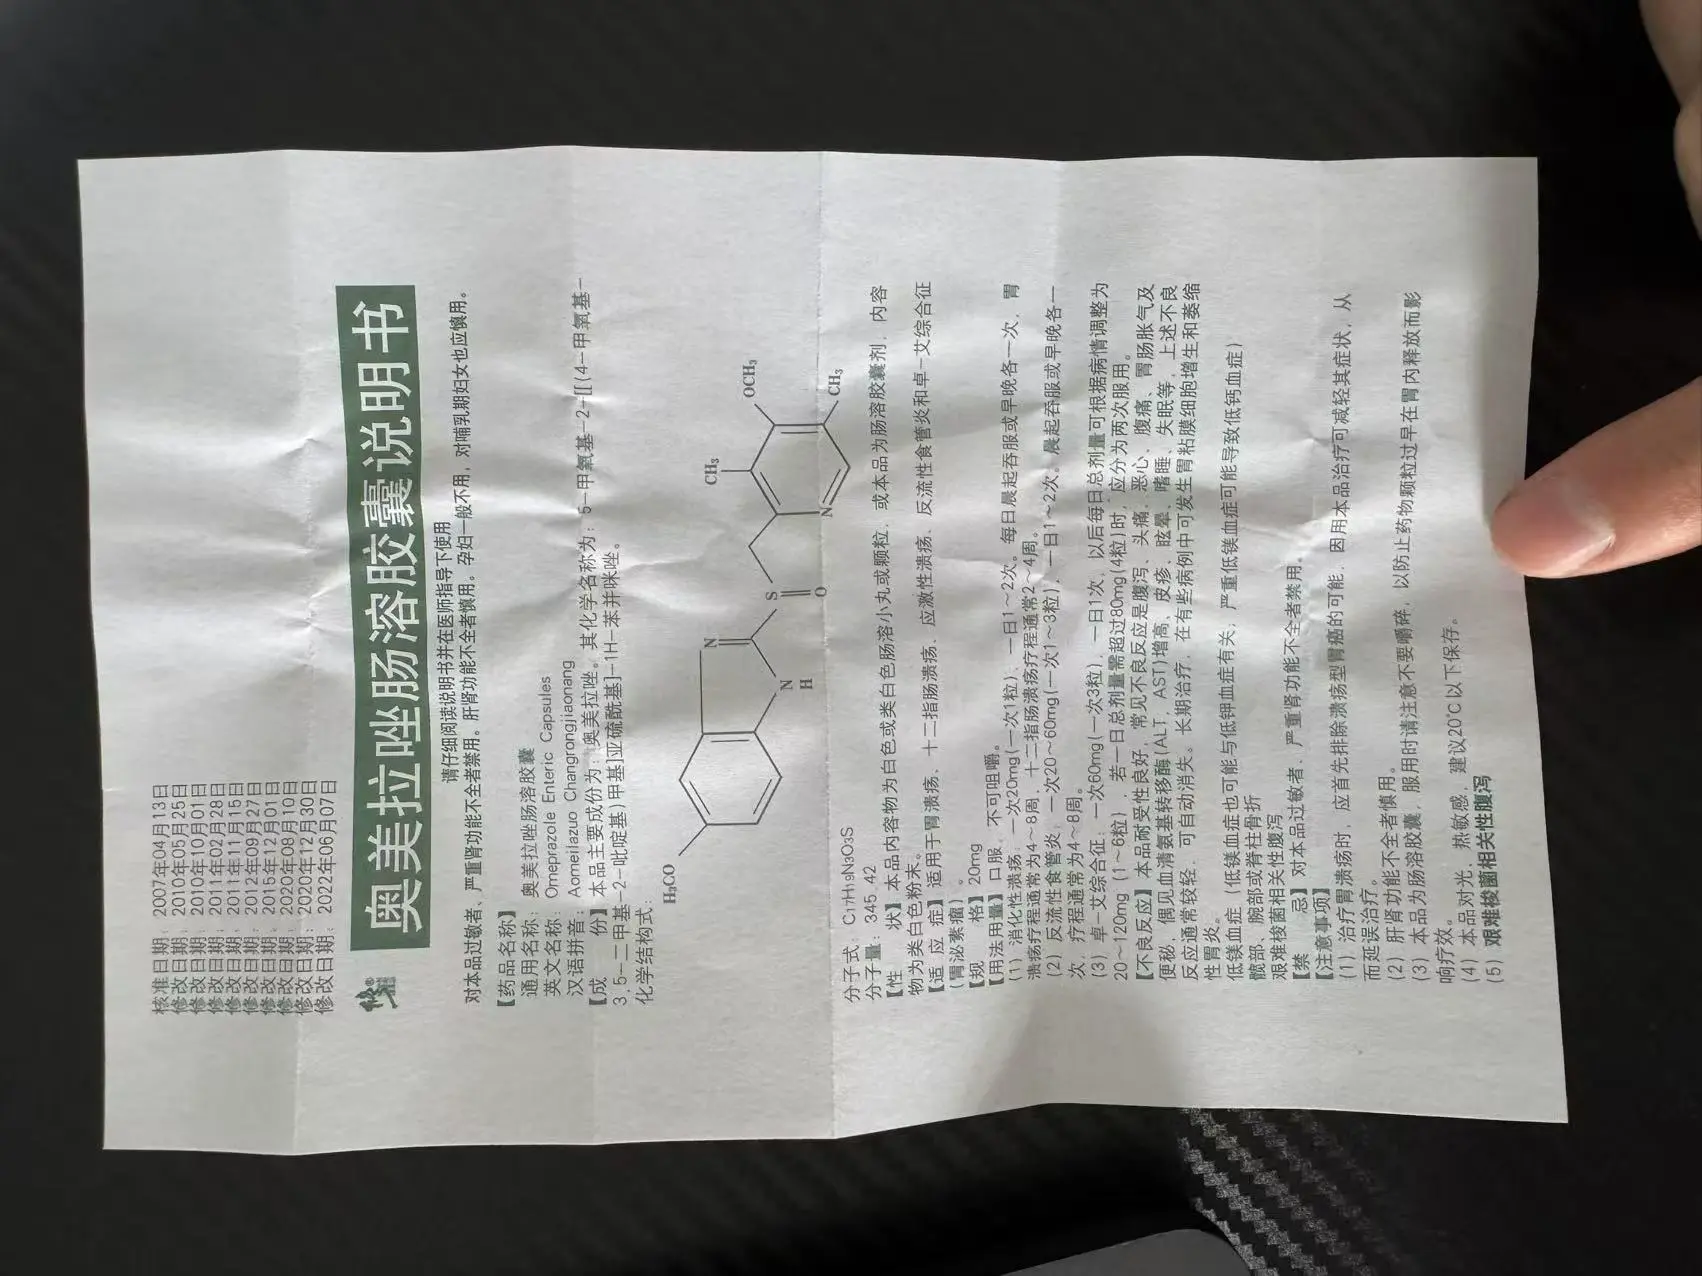 核准日期：2007年04月13日
修改日期：2010年05月25日
修改日期：2010年10月01日
修改日期：2011年02月28日
修改日期：2011年11月15日
修改日期：2012年09月27日
修改日期：2015年12月01日
修改日期：2020年08月10日
修改日期：2020年12月30日
修改日期：2022年06月07日
奥美拉唑肠溶胶囊说明书
请仔细阅读说明书并在医师指导下使用
对本品过敏者、严重肾功能不全者禁用。肝肾功能不全者慎用。孕妇一般不用，对哺乳期妇女也应慎用。
【药品名称】
通用名称：奥美拉唑肠溶胶囊
英文名称：Omeprazole Enteric Capsules
汉语拼音：Aomeilazuo Changrongjiaonang
【成　份】本品主要成份为：奥美拉唑。其化学名称为：5-甲氧基-2-[[(4-甲氧基-
3,5-二甲基-2-吡啶基)甲基]亚硫酰基]-1H-苯并咪唑。
化学结构式：
H₃CO
N
N
H
S
O
CH₃
OCH₃
N
CH₃
分子式：C₁₇H₁₉N₃O₃S
分子量：345.42
【性　状】本品内容物为白色或类白色肠溶小丸或颗粒，或本品为肠溶胶囊剂，内容
物为类白色粉末。
【适 应 症】适用于胃溃疡、十二指肠溃疡、应激性溃疡、反流性食管炎和卓-艾综合征
(胃泌素瘤)。
【规　格】20mg
【用法用量】口服，不可咀嚼。
(1) 消化性溃疡：一次20mg(一次1粒)，一日1～2次。每日晨起吞服或早晚各一次，胃
溃疡疗程通常为4～8周，十二指肠溃疡疗程通常2～4周。
(2) 反流性食管炎：一次20～60mg(一次1～3粒)，一日1～2次。晨起吞服或早晚各一
次，疗程通常为4～8周。
(3) 卓-艾综合征：一次60mg(一次3粒)，一日1次，以后每日总剂量可根据病情调整为
20～120mg (1～6粒)，若一日总剂量需超过80mg(4粒)时，应分为两次服用。
【不良反应】本品耐受性良好，常见不良反应是腹泻、头痛、恶心、腹痛、胃肠胀气及
便秘，偶见血清氨基转移酶(ALT，AST)增高、皮疹、眩晕、嗜睡、失眠等，上述不良
反应通常较轻，可自动消失。长期治疗，在有些病例中可发生胃粘膜细胞增生和萎缩
性胃炎。
低镁血症 (低镁血症也可能与低钾血症有关；严重低镁血症可能导致低钙血症)
髋部、腕部或脊柱骨折
艰难梭菌相关性腹泻
【禁　忌】对本品过敏者、严重肾功能不全者禁用。
【注意事项】
(1) 治疗胃溃疡时，应首先排除溃疡型胃癌的可能，因用本品治疗可减轻其症状，从
而延误治疗。
(2) 肝肾功能不全者慎用。
(3) 本品为肠溶胶囊，服用时请注意不要嚼碎，以防止药物颗粒过早在胃内释放而影
响疗效。
(4) 本品对光，热敏感，建议20℃以下保存。
(5) 艰难梭菌相关性腹泻